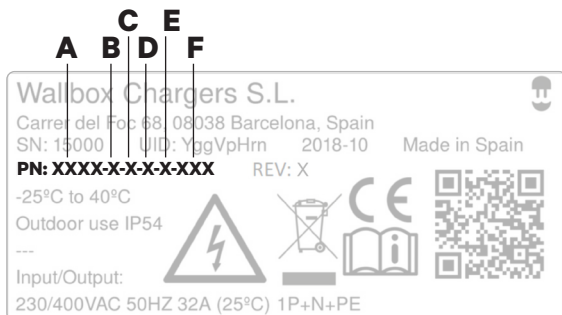 C E
A B D F
Wallbox Chargers S.L.
Carrer del Foc 68, 08038 Barcelona, Spain
SN: 15000 UID: YggVpHrn 2018-10 Made in Spain
PN: XXXX-X-X-X-X-XXX REV: X
-25ºC to 40ºC
Outdoor use IP54
---
Input/Output:
230/400VAC 50HZ 32A (25ºC) 1P+N+PE